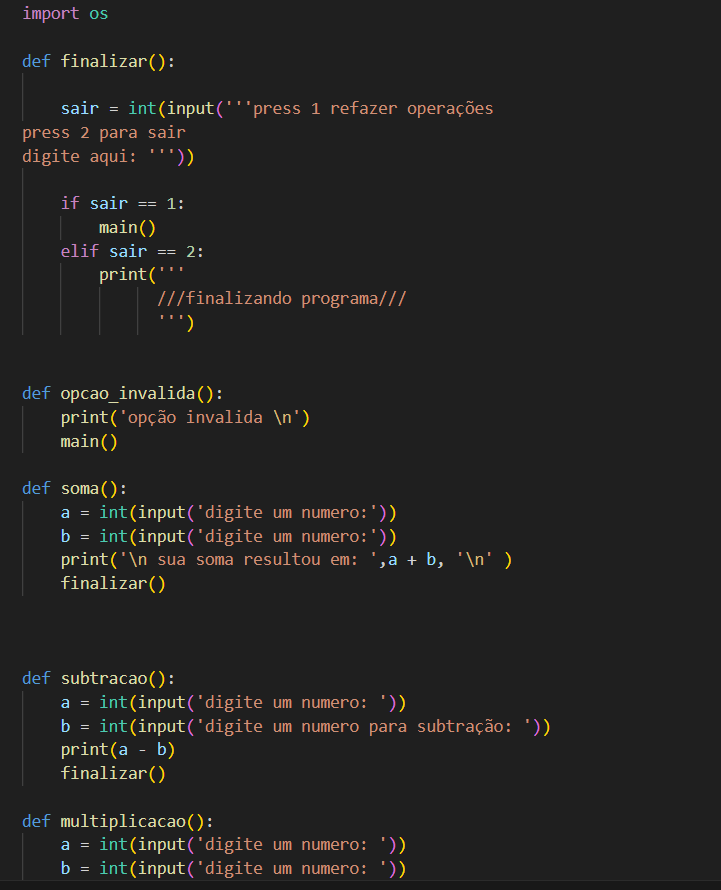 import os
def finalizar():
    sair = int(input('''press 1 refazer operações
press 2 para sair
digite aqui: '''))
    if sair == 1:
        main()
    elif sair == 2:
        print('''
              ///finalizando programa///
              ''')
def opcao_invalida():
    print('opção invalida \n')
    main()
def soma():
    a = int(input('digite um numero:'))
    b = int(input('digite um numero:'))
    print('\n sua soma resultou em: ',a + b, '\n' )
    finalizar()
def subtracao():
    a = int(input('digite um numero: '))
    b = int(input('digite um numero para subtração: '))
    print(a - b)
    finalizar()
def multiplicacao():
    a = int(input('digite um numero: '))
    b = int(input('digite um numero: '))